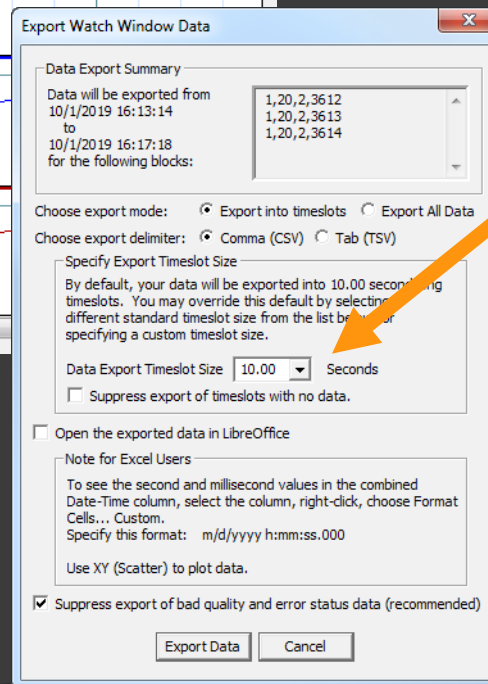 Export Watch Window Data
Data Export Summary
Data will be exported from
10/1/2019 16:13:14
to
10/1/2019 16:17:18
for the following blocks:
1,20,2,3612
1,20,2,3613
1,20,2,3614
Choose export mode: Export into timeslots Export All Data
Choose export delimiter: Comma (CSV) Tab (TSV)
Specify Export Timeslot Size
By default, your data will be exported into 10.00 second
timeslots. You may override this default by selecting
different standard timeslot size from the list
specifying a custom timeslot size.
Data Export Timeslot Size 10.00 Seconds
Suppress export of timeslots with no data.
Open the exported data in LibreOffice
Note for Excel Users
To see the second and millisecond values in the combined
Date-Time column, select the column, right-click, choose Format
Cells... Custom.
Specify this format: m/d/yyyy h:mm:ss.000
Use XY (Scatter) to plot data.
Suppress export of bad quality and error status data (recommended)
Export Data Cancel